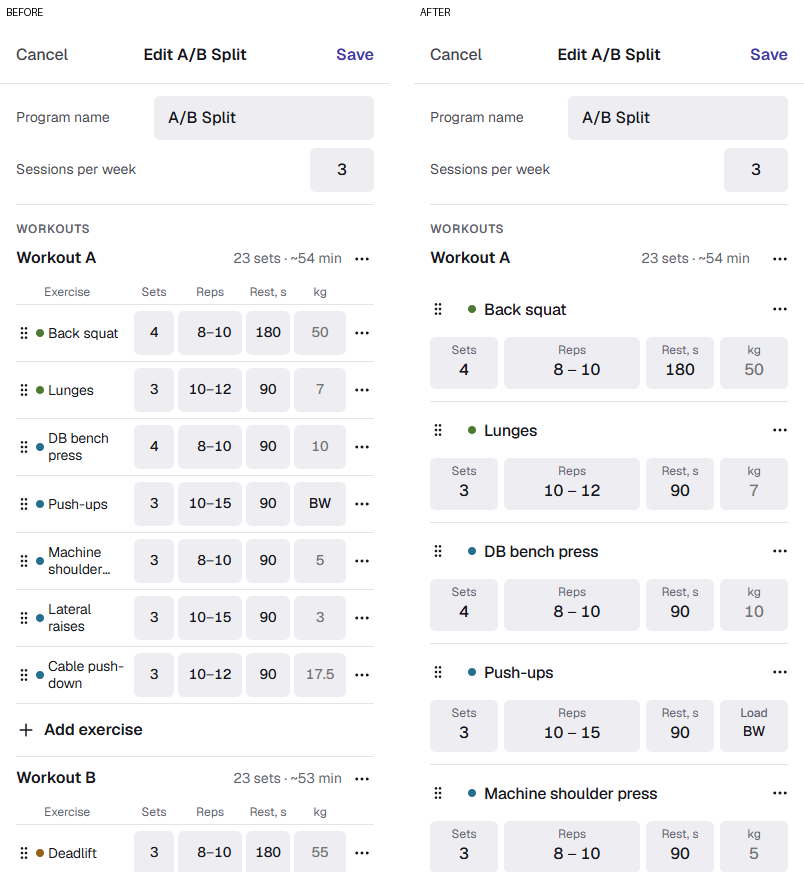 BEFORE
Cancel Edit A/B Split Save
Program name A/B Split
Sessions per week 3
WORKOUTS
Workout A 23 sets · ~54 min
Exercise Sets Reps Rest, s kg
Back squat 4 8–10 180 50
Lunges 3 10–12 90 7
DB bench press 4 8–10 90 10
Push-ups 3 10–15 90 BW
Machine shoulder... 3 8–10 90 5
Lateral raises 3 10–15 90 3
Cable push-down 3 10–12 90 17.5
+ Add exercise
Workout B 23 sets · ~53 min
Exercise Sets Reps Rest, s kg
Deadlift 3 8–10 180 55
AFTER
Cancel Edit A/B Split Save
Program name A/B Split
Sessions per week 3
WORKOUTS
Workout A 23 sets · ~54 min
Back squat
Sets Reps Rest, s kg
4 8 – 10 180 50
Lunges
Sets Reps Rest, s kg
3 10 – 12 90 7
DB bench press
Sets Reps Rest, s kg
4 8 – 10 90 10
Push-ups
Sets Reps Rest, s Load
3 10 – 15 90 BW
Machine shoulder press
Sets Reps Rest, s kg
3 8 – 10 90 5